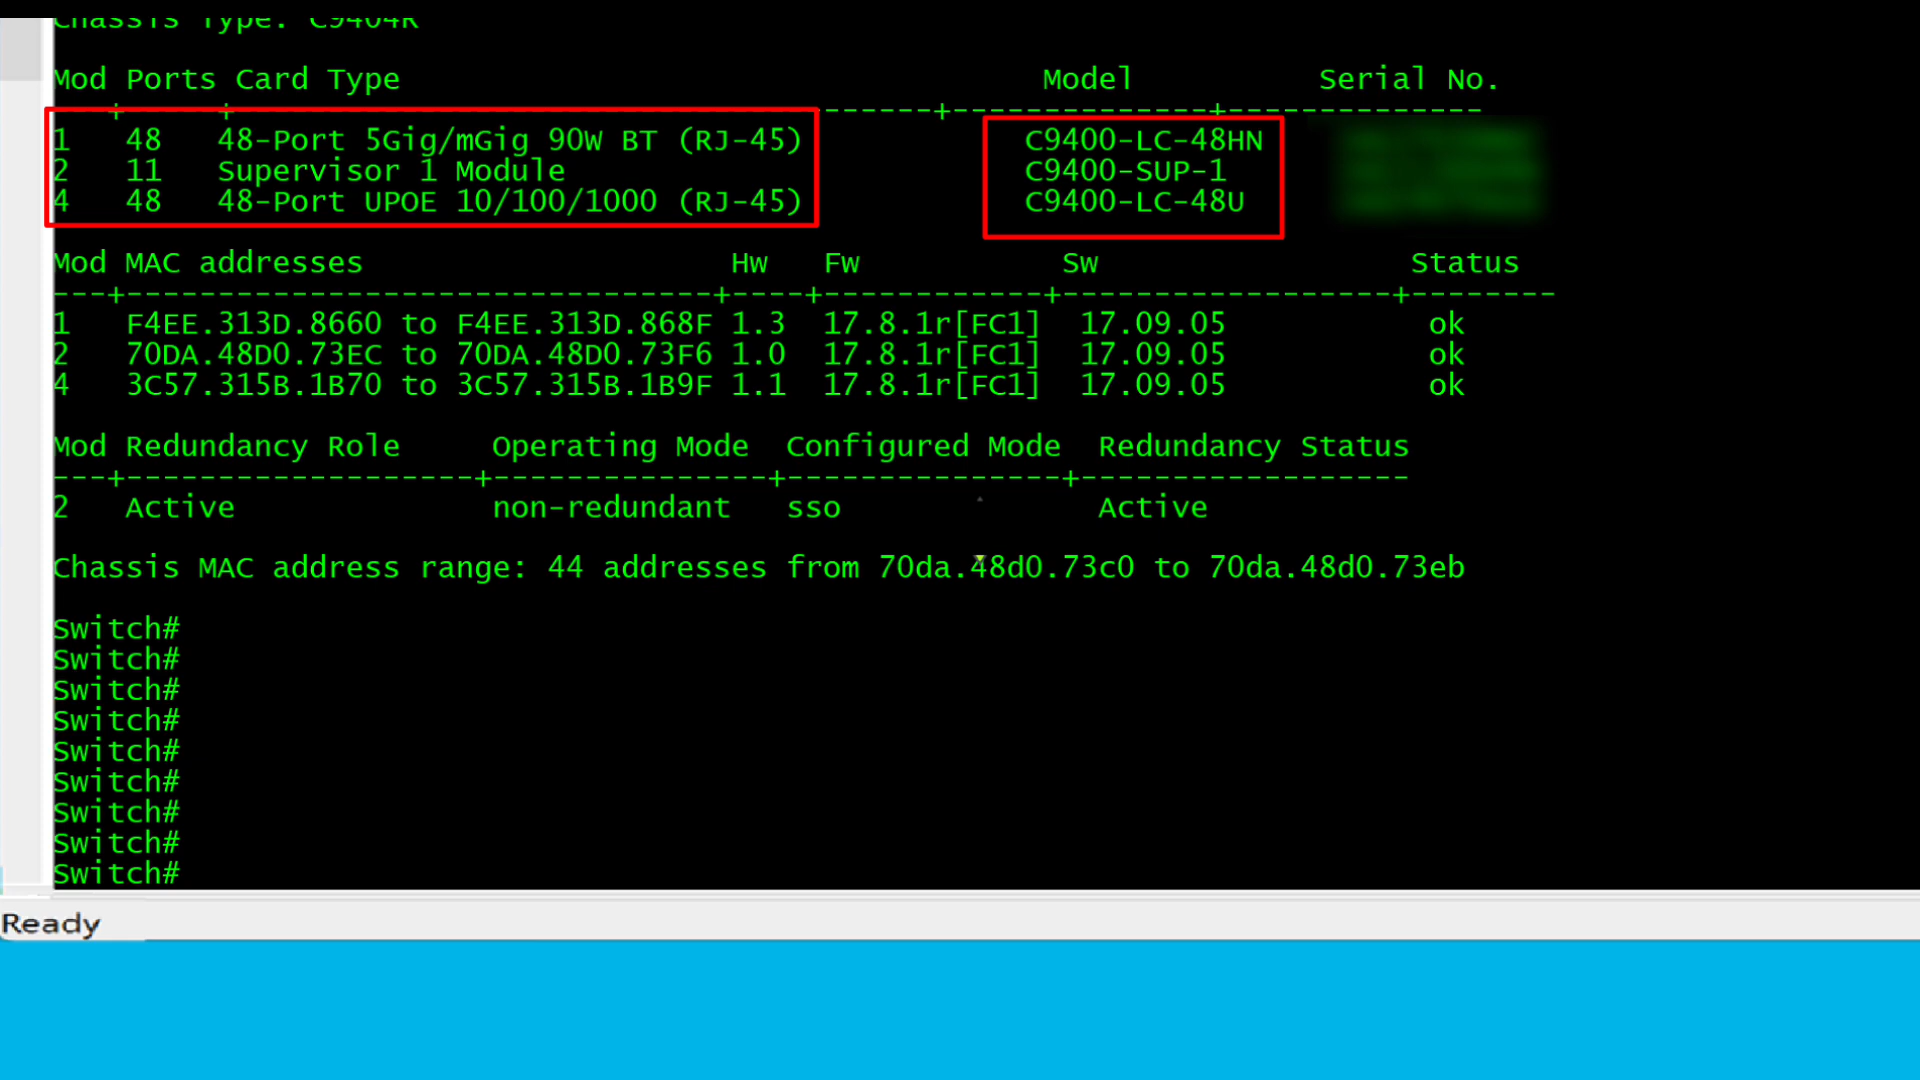 Chassis Type: C9404R
Mod Ports Card Type Model Serial No.
---+-----+--------------------------------------+--------------+--------------
1 48 48-Port 5Gig/mGig 90W BT (RJ-45) C9400-LC-48HN
2 11 Supervisor 1 Module C9400-SUP-1
4 48 48-Port UPOE 10/100/1000 (RJ-45) C9400-LC-48U
Mod MAC addresses Hw Fw Sw Status
---+--------------------------------+----+------------+------------------+--------
1 F4EE.313D.8660 to F4EE.313D.868F 1.3 17.8.1r[FC1] 17.09.05 ok
2 70DA.48D0.73EC to 70DA.48D0.73F6 1.0 17.8.1r[FC1] 17.09.05 ok
4 3C57.315B.1B70 to 3C57.315B.1B9F 1.1 17.8.1r[FC1] 17.09.05 ok
Mod Redundancy Role Operating Mode Configured Mode Redundancy Status
---+-------------------+---------------+---------------+------------------
2 Active non-redundant sso Active
Chassis MAC address range: 44 addresses from 70da.48d0.73c0 to 70da.48d0.73eb
Switch#
Switch#
Switch#
Switch#
Switch#
Switch#
Switch#
Switch#
Switch#
Ready